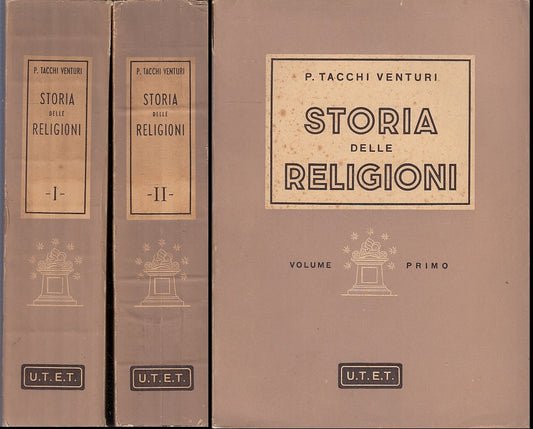 P. TACCHI VENTURI
STORIA
DELLE
RELIGIONI
-I-
U.T.E.T.
P. TACCHI VENTURI
STORIA
DELLE
RELIGIONI
-II-
U.T.E.T.
P. TACCHI VENTURI
STORIA
DELLE
RELIGIONI
VOLUME PRIMO
U.T.E.T.